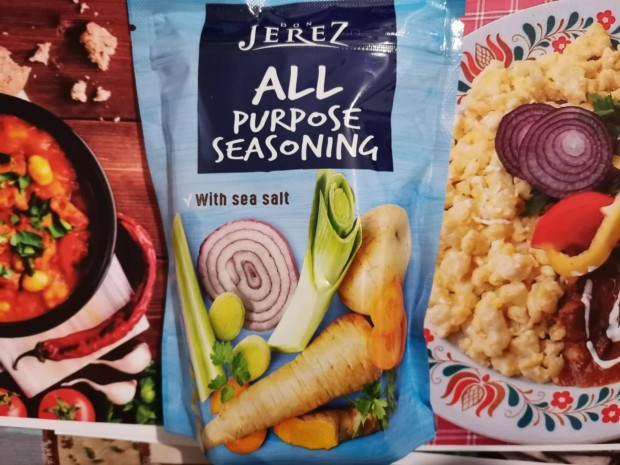 DON
JEREZ
ALL
PURPOSE
SEASONING
With sea salt